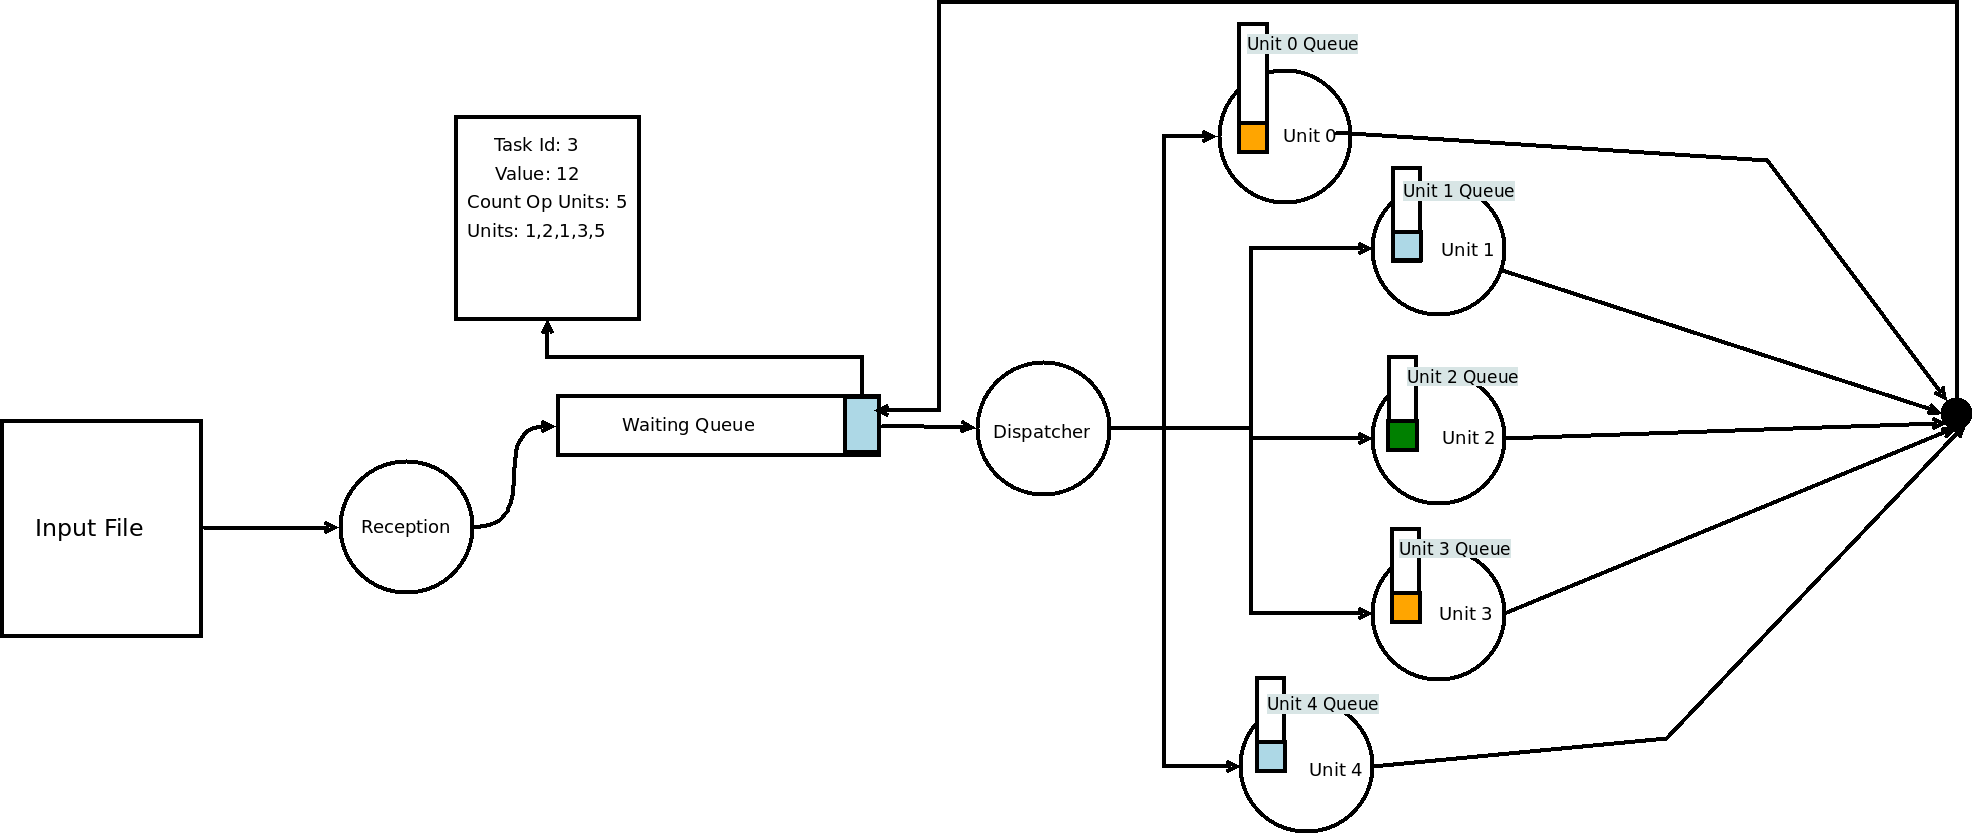 Unit 0 Queue
Unit 0
Task Id: 3
Value: 12
Count Op Units: 5
Units: 1,2,1,3,5
Unit 1 Queue
Unit 1
Unit 2 Queue
Unit 2
Waiting Queue
Dispatcher
Input File
Reception
Unit 3 Queue
Unit 3
Unit 4 Queue
Unit 4